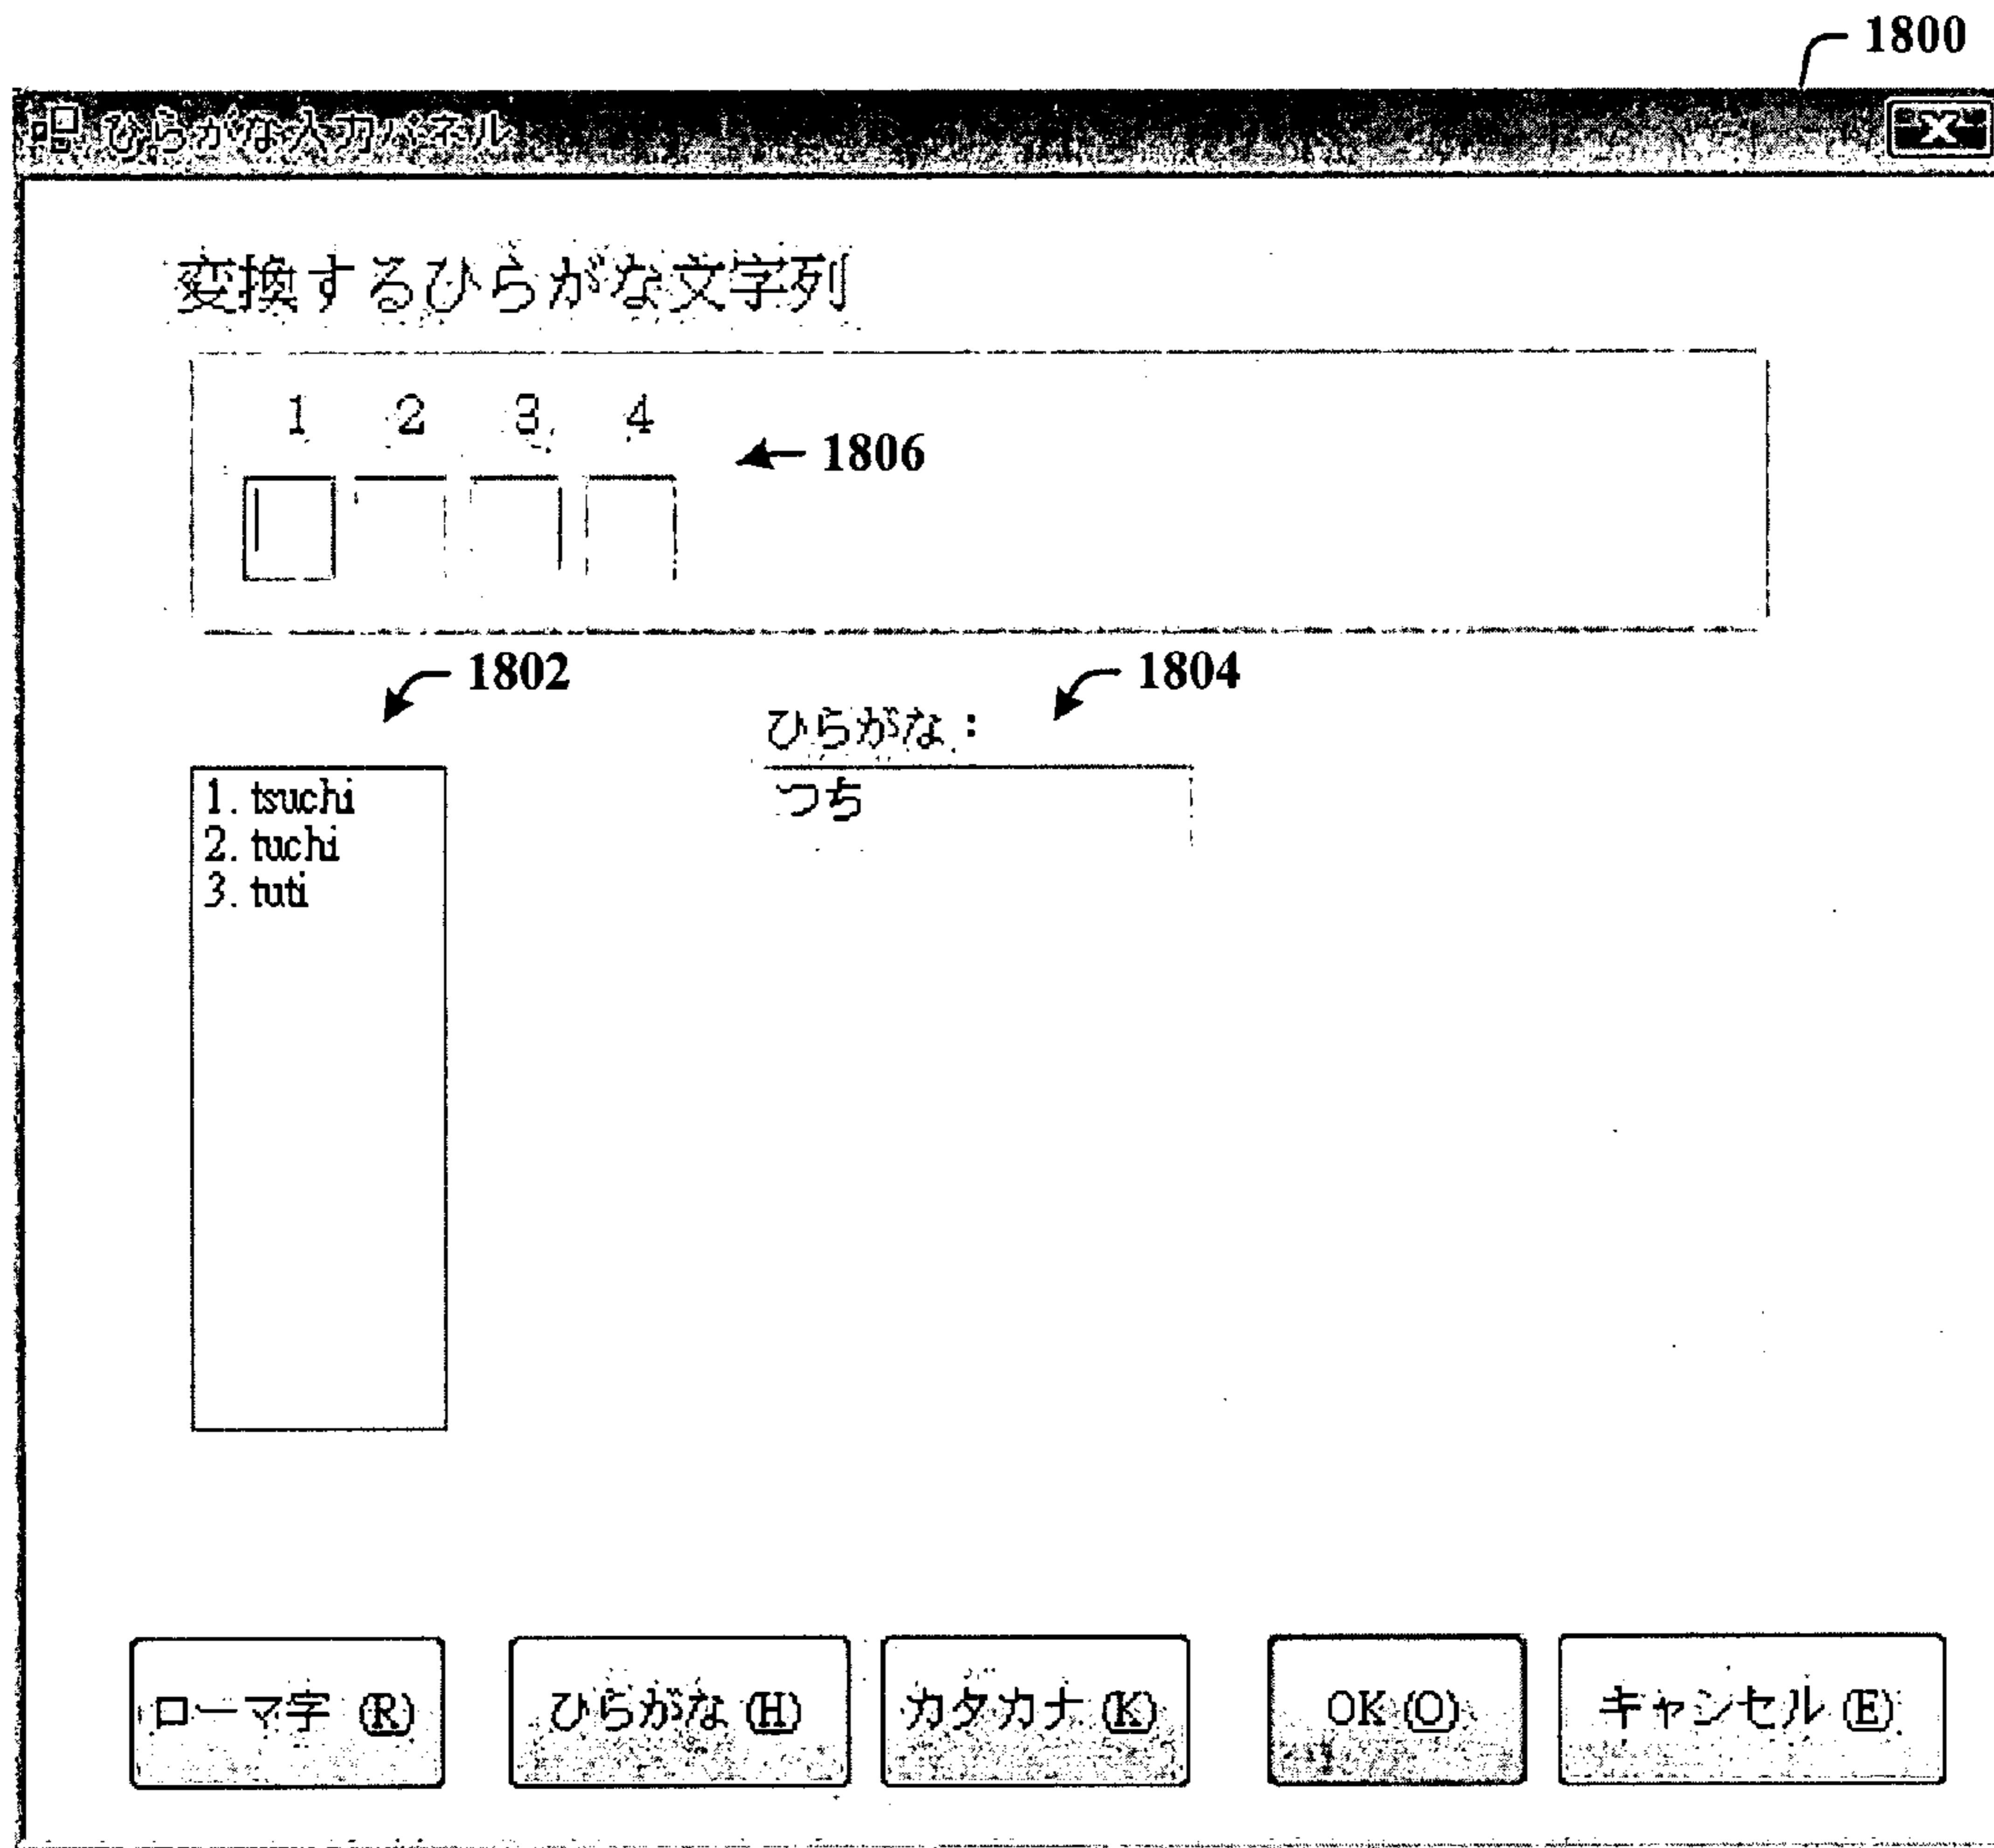 1800
ひらがな入力パネル
変換するひらがな文字列
1 2 3 4
1806
1802
1804
ひらがな：
1. tsuchi
2. tuchi
3. tuti
つち
ローマ字 (R) ひらがな (H) カタカナ (K) OK (O) キャンセル (E)